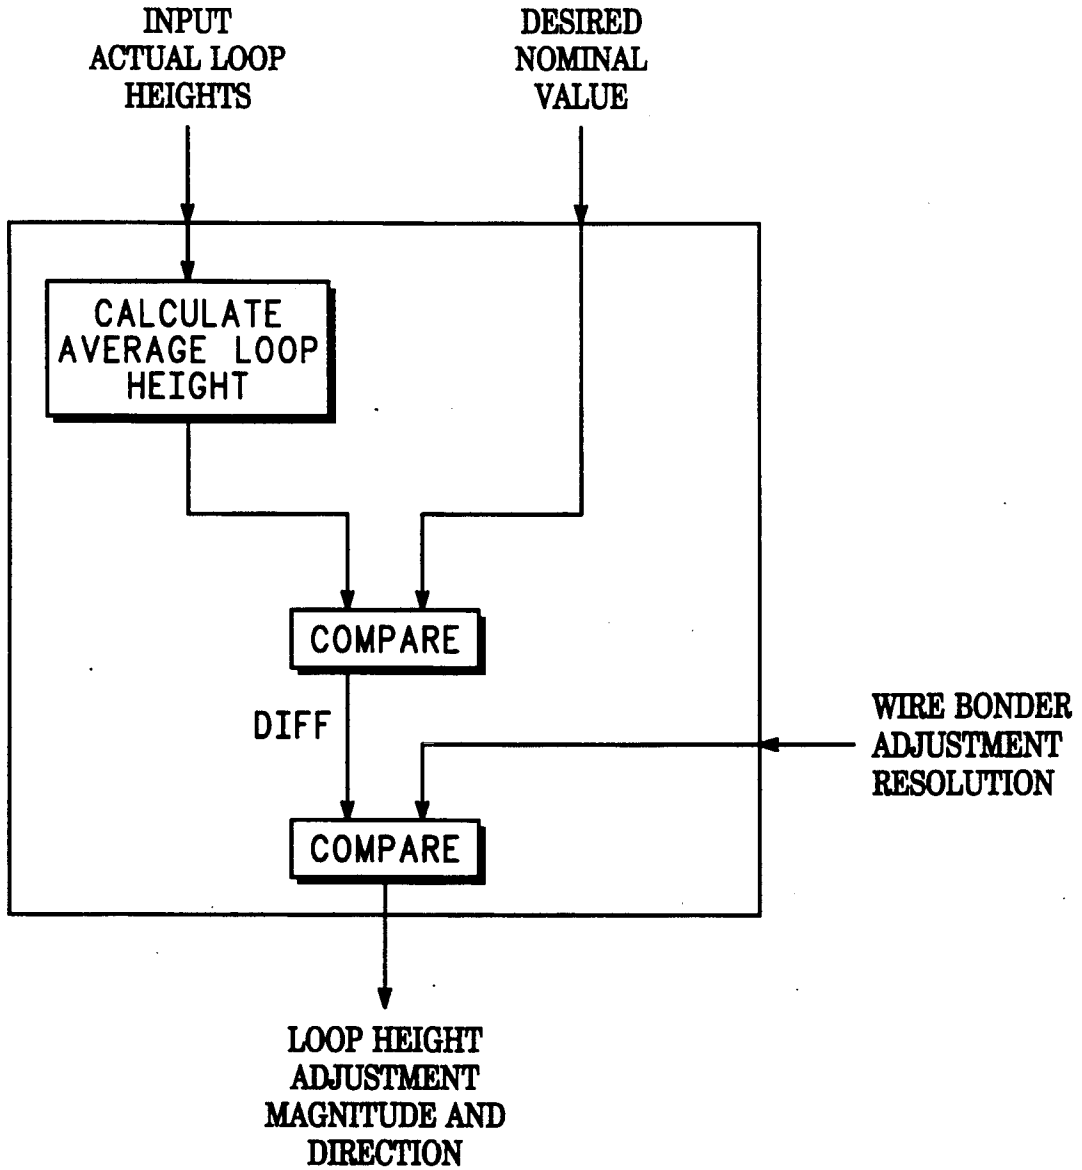 INPUT
ACTUAL LOOP
HEIGHTS
DESIRED
NOMINAL
VALUE
CALCULATE
AVERAGE LOOP
HEIGHT
COMPARE
DIFF
WIRE BONDER
ADJUSTMENT
RESOLUTION
COMPARE
LOOP HEIGHT
ADJUSTMENT
MAGNITUDE AND
DIRECTION